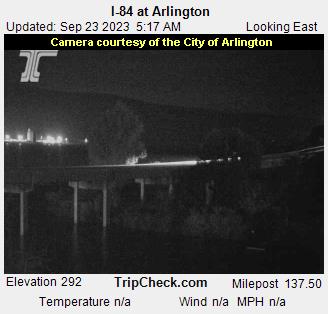 I-84 at Arlington
Updated: Sep 23 2023 5:17 AM Looking East
Camera courtesy of the City of Arlington
Elevation 292 TripCheck.com Milepost 137.50
Temperature n/a Wind n/a MPH n/a